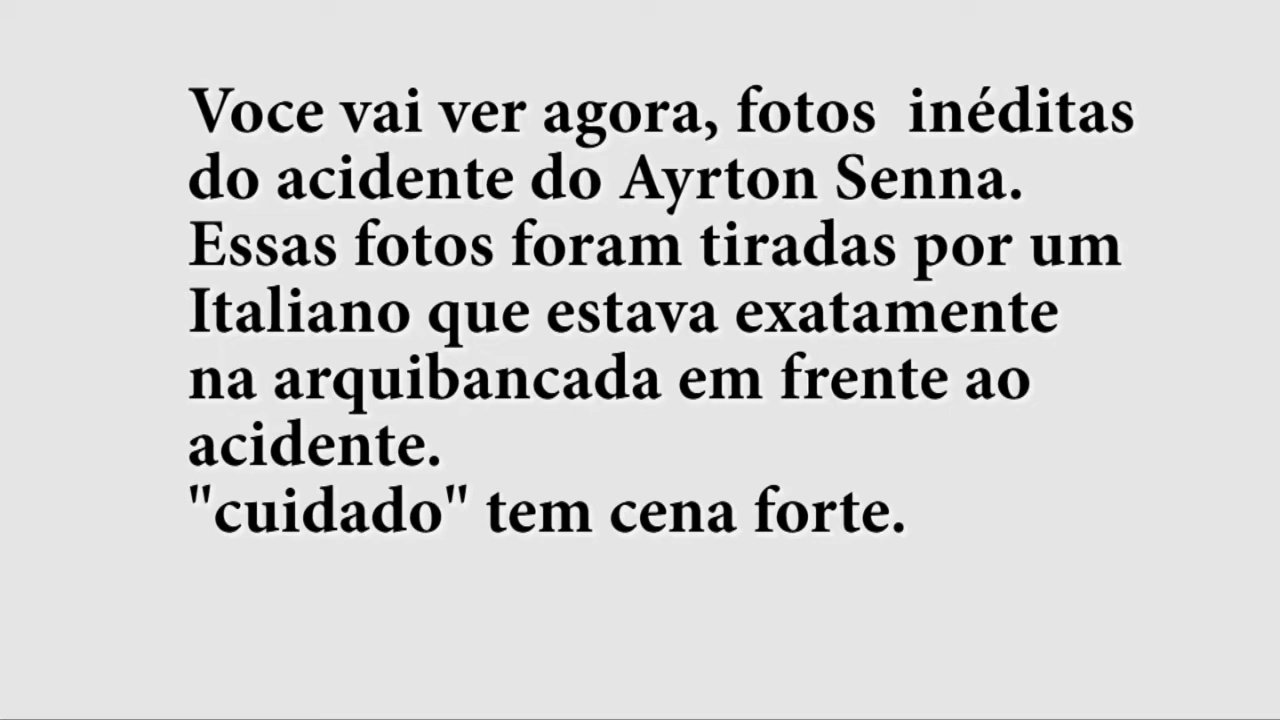 Voce vai ver agora, fotos  inéditas
do acidente do Ayrton Senna.
Essas fotos foram tiradas por um
Italiano que estava exatamente
na arquibancada em frente ao
acidente.
"cuidado" tem cena forte.